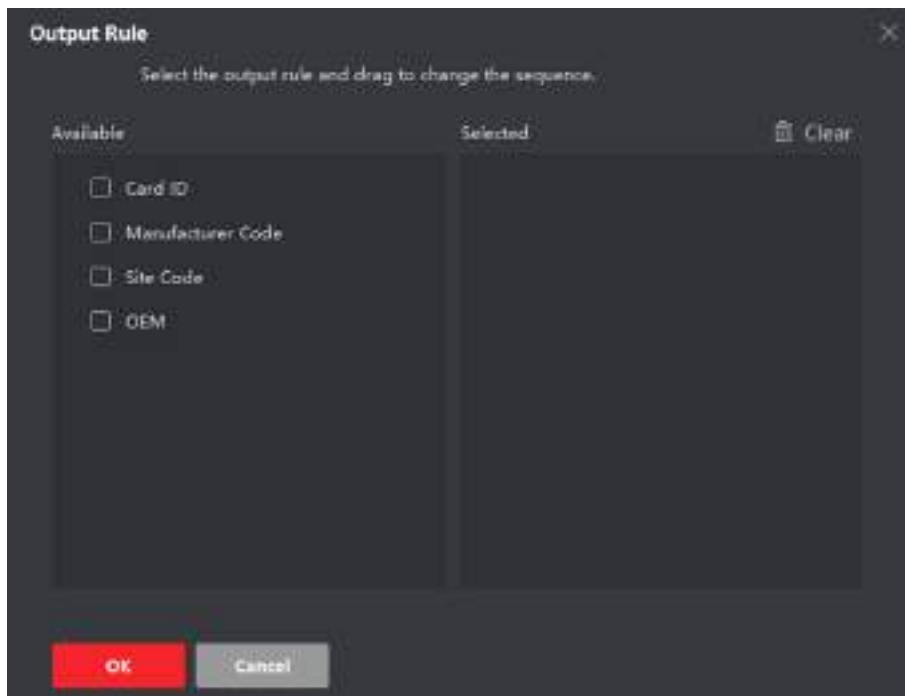 Output Rule
Select the output rule and drag to change the sequence.
Available
Selected
Clear
Card ID
Manufacturer Code
Site Code
OEM
OK
Cancel